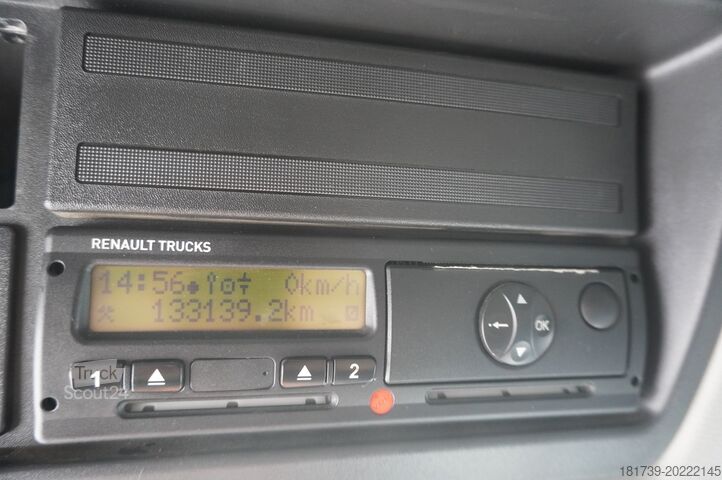 RENAULT TRUCKS
14:56 0km/h
133139.2km
OK
1 2
Truck
Scout24
181739-20222145